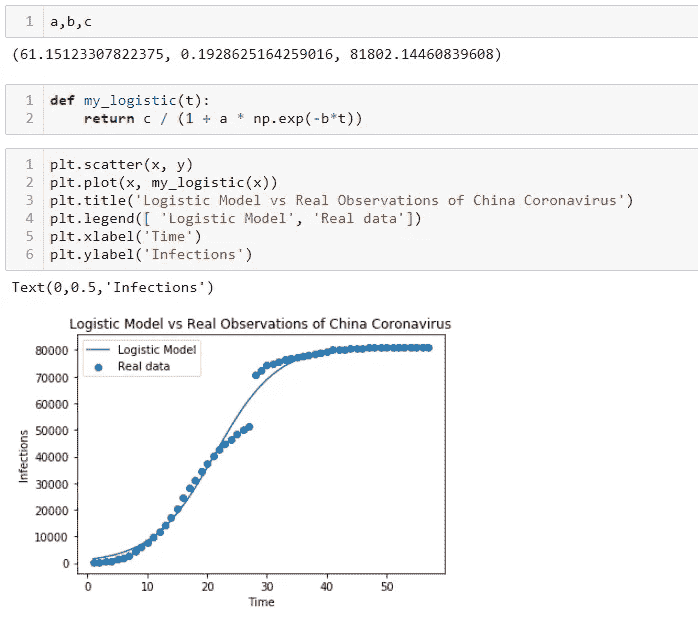 1 a,b,c
(61.15123307822375, 0.1928625164259016, 81802.14460839608)
1 def my_logistic(t):
2 return c / (1 + a * np.exp(-b*t))
1 plt.scatter(x, y)
2 plt.plot(x, my_logistic(x))
3 plt.title('Logistic Model vs Real Observations of China Coronavirus')
4 plt.legend([ 'Logistic Model', 'Real data'])
5 plt.xlabel('Time')
6 plt.ylabel('Infections')
Text(0,0.5,'Infections')
Logistic Model vs Real Observations of China Coronavirus
Logistic Model
Real data
80000
70000
60000
50000
40000
30000
20000
10000
0
Infections
0 10 20 30 40 50
Time